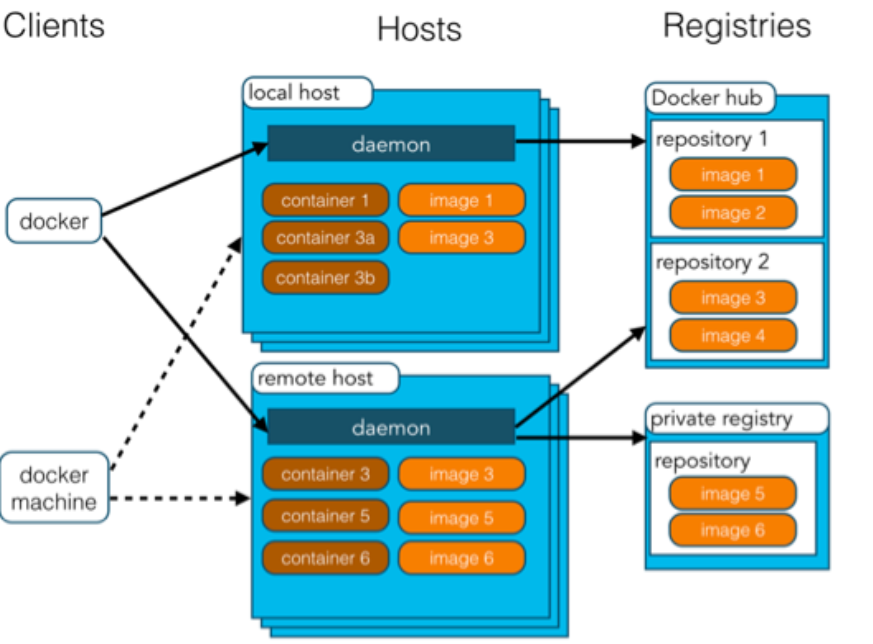 Clients
Hosts
Registries
local host
daemon
container 1
image 1
container 3a
image 3
container 3b
docker
docker
machine
remote host
daemon
container 3
image 3
container 5
image 5
container 6
image 6
Docker hub
repository 1
image 1
image 2
repository 2
image 3
image 4
private registry
repository
image 5
image 6